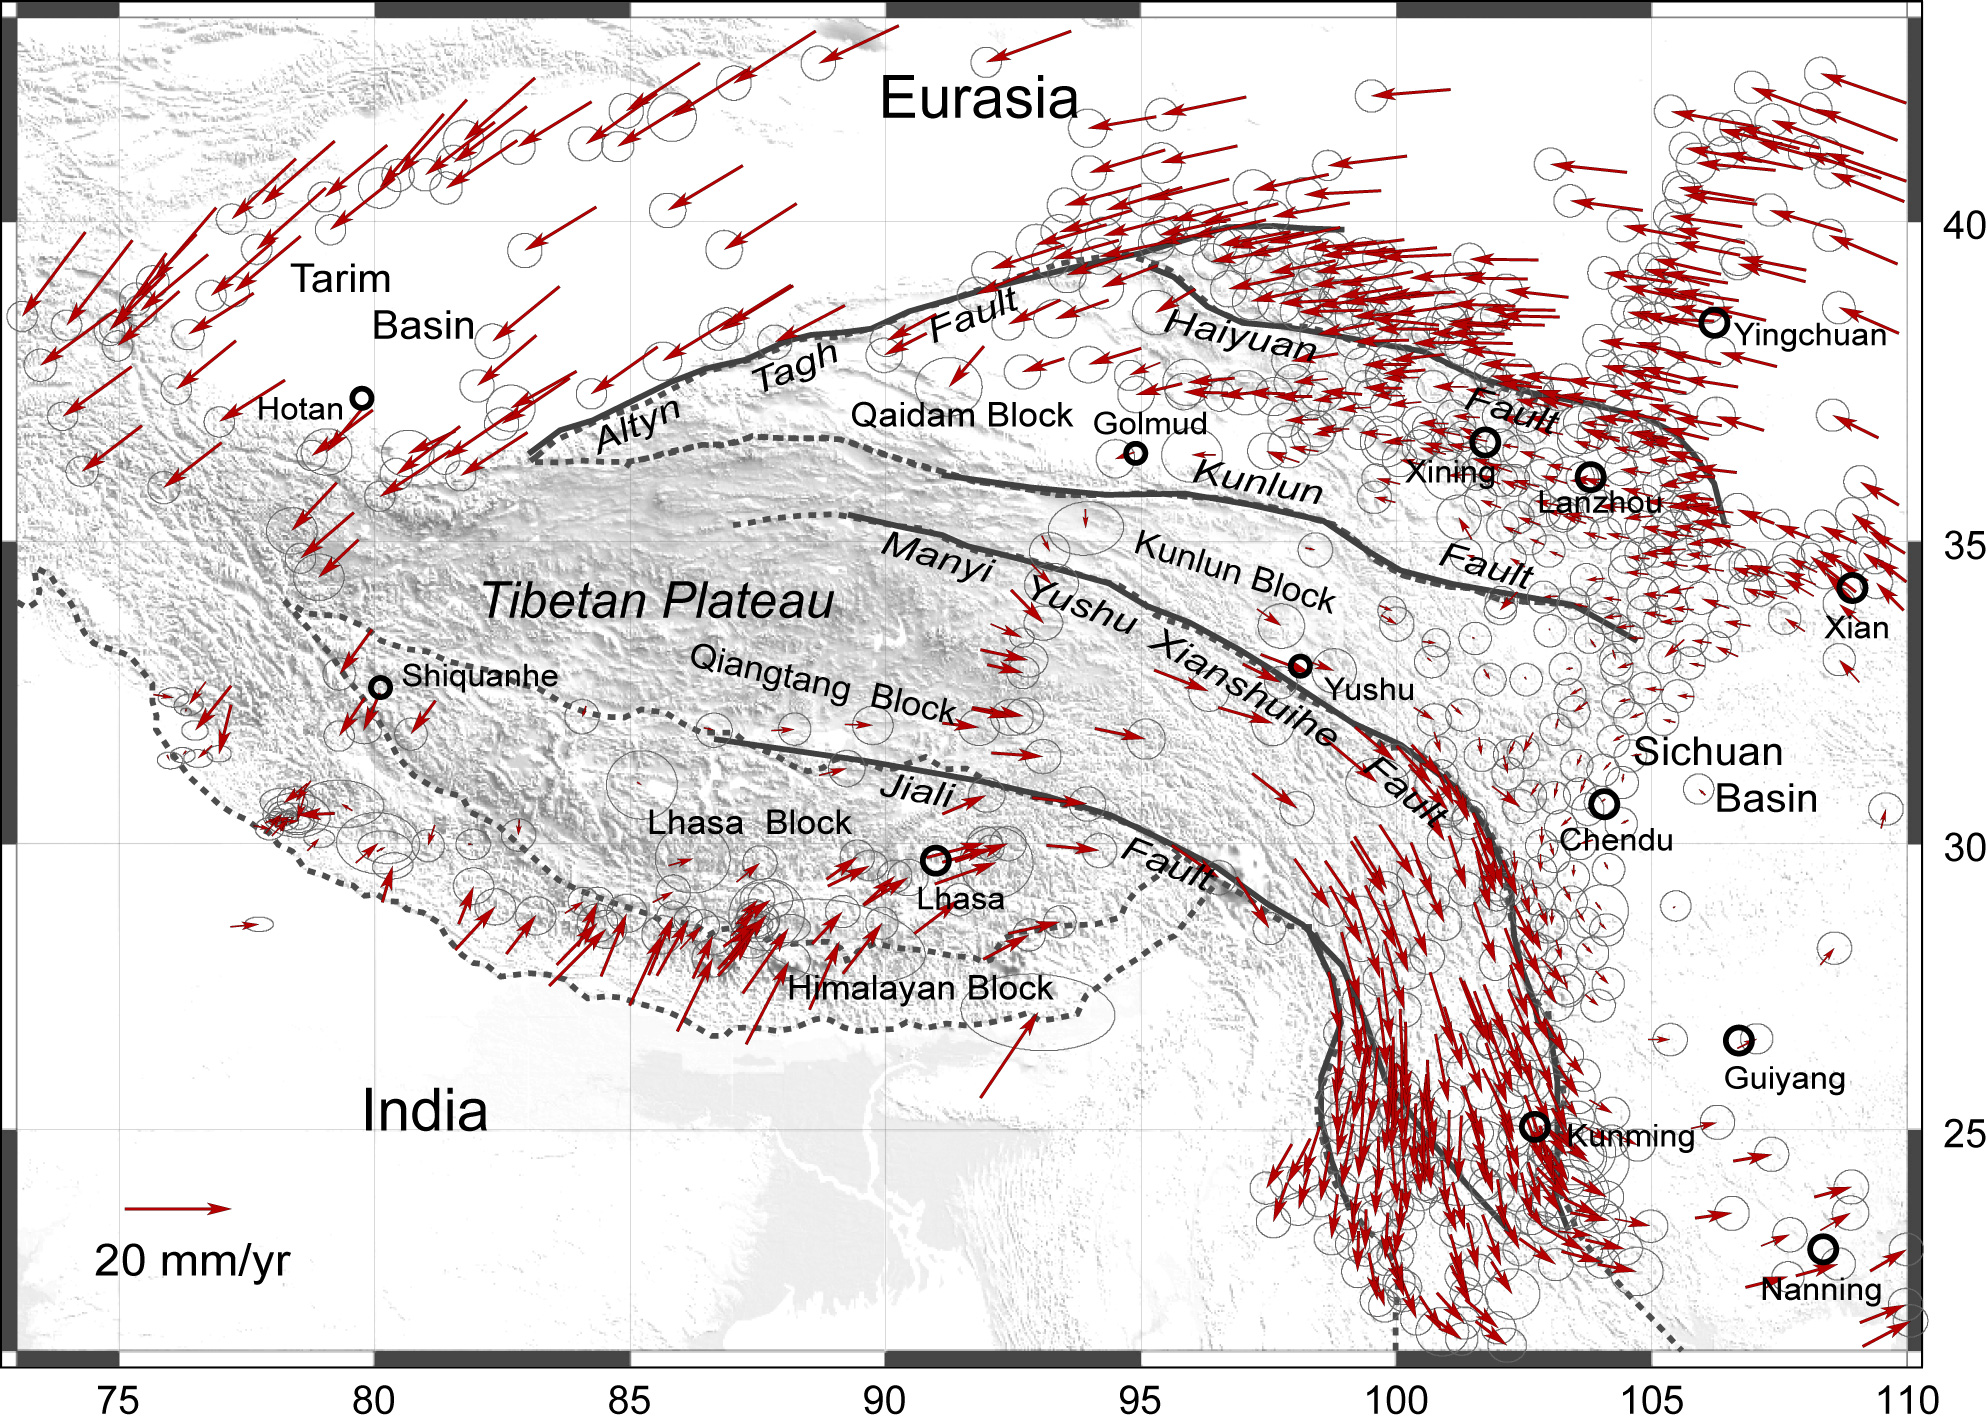 Eurasia
40
Tarim
Basin
Fault
Haiyuan
Yingchuan
Tagh
Hotan
Altyn
Qaidam Block
Golmud
Fault
Xining
Kunlun
Lanzhou
35
Manyi
Kunlun Block
Fault
Tibetan Plateau
Yushu
Xian
Qiangtang Block
Xianshuihe
Shiquanhe
Yushu
Sichuan
Basin
Fault
Jiali
Lhasa Block
Chendu
30
Fault
Lhasa
Himalayan Block
Guiyang
India
25
Kunming
20 mm/yr
Nanning
75
80
85
90
95
100
105
110